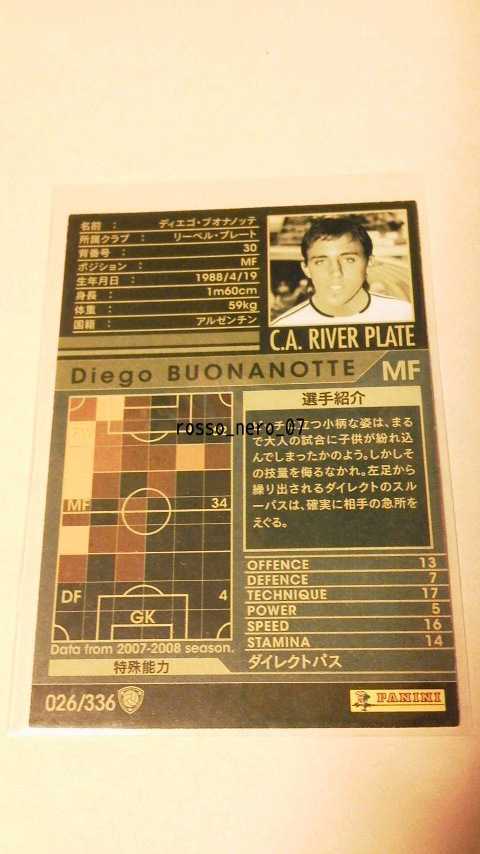 名前 : ディエゴ・ブオナノッテ
所属クラブ : リーベル・プレート
背番号 : 30
ポジション : MF
生年月日 : 1988/4/19
身長 : 1m60cm
体重 : 59kg
国籍 : アルゼンチン
C.A. RIVER PLATE
Diego BUONANOTTE MF
選手紹介
rosso_nero_07
つ小柄な姿は、まる
で大人の試合に子供が紛れ込
んでしまったかのよう。しかしそ
の技量を侮るなかれ。左足から
繰り出されるダイレクトのスル
ーパスは、確実に相手の急所を
えぐる。
FW
MF 34
DF 4
GK
Data from 2007-2008 season.
OFFENCE 13
DEFENCE 7
TECHNIQUE 17
POWER 5
SPEED 16
STAMINA 14
特殊能力 ダイレクトパス
026/336
PANINI